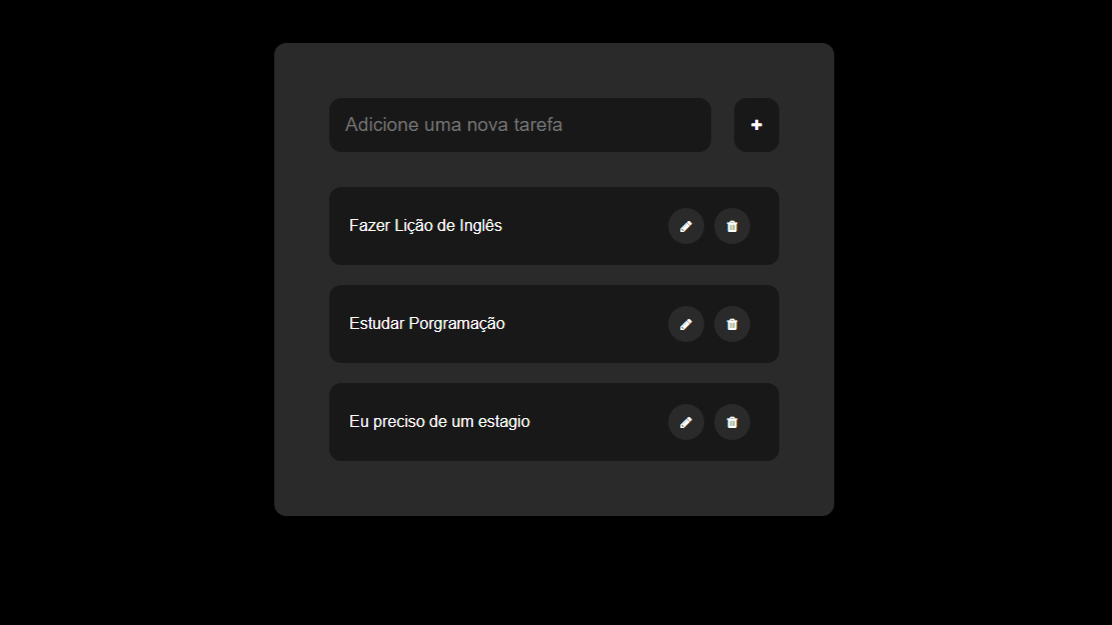 Adicione uma nova tarefa
Fazer Lição de Inglês
Estudar Porgramação
Eu preciso de um estagio